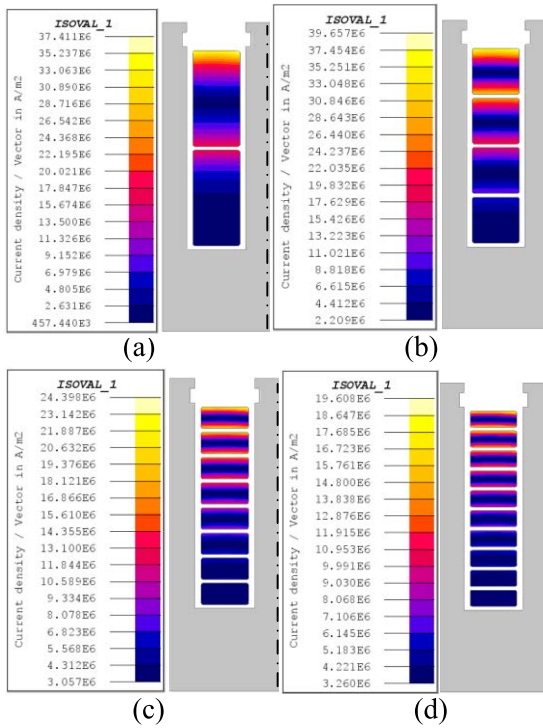 ISOVAL_1
Current density / Vector in A/m2
37.411E6
35.237E6
33.063E6
30.890E6
28.716E6
26.542E6
24.368E6
22.195E6
20.021E6
17.847E6
15.674E6
13.500E6
11.326E6
9.152E6
6.979E6
4.805E6
2.631E6
457.440E3
(a)
ISOVAL_1
Current density / Vector in A/m2
39.657E6
37.454E6
35.251E6
33.048E6
30.846E6
28.643E6
26.440E6
24.237E6
22.035E6
19.832E6
17.629E6
15.426E6
13.223E6
11.021E6
8.818E6
6.615E6
4.412E6
2.209E6
(b)
ISOVAL_1
Current density / Vector in A/m2
24.398E6
23.142E6
21.887E6
20.632E6
19.376E6
18.121E6
16.866E6
15.610E6
14.355E6
13.100E6
11.844E6
10.589E6
9.334E6
8.078E6
6.823E6
5.568E6
4.312E6
3.057E6
(c)
ISOVAL_1
Current density / Vector in A/m2
19.608E6
18.647E6
17.685E6
16.723E6
15.761E6
14.800E6
13.838E6
12.876E6
11.915E6
10.953E6
9.991E6
9.030E6
8.068E6
7.106E6
6.145E6
5.183E6
4.221E6
3.260E6
(d)